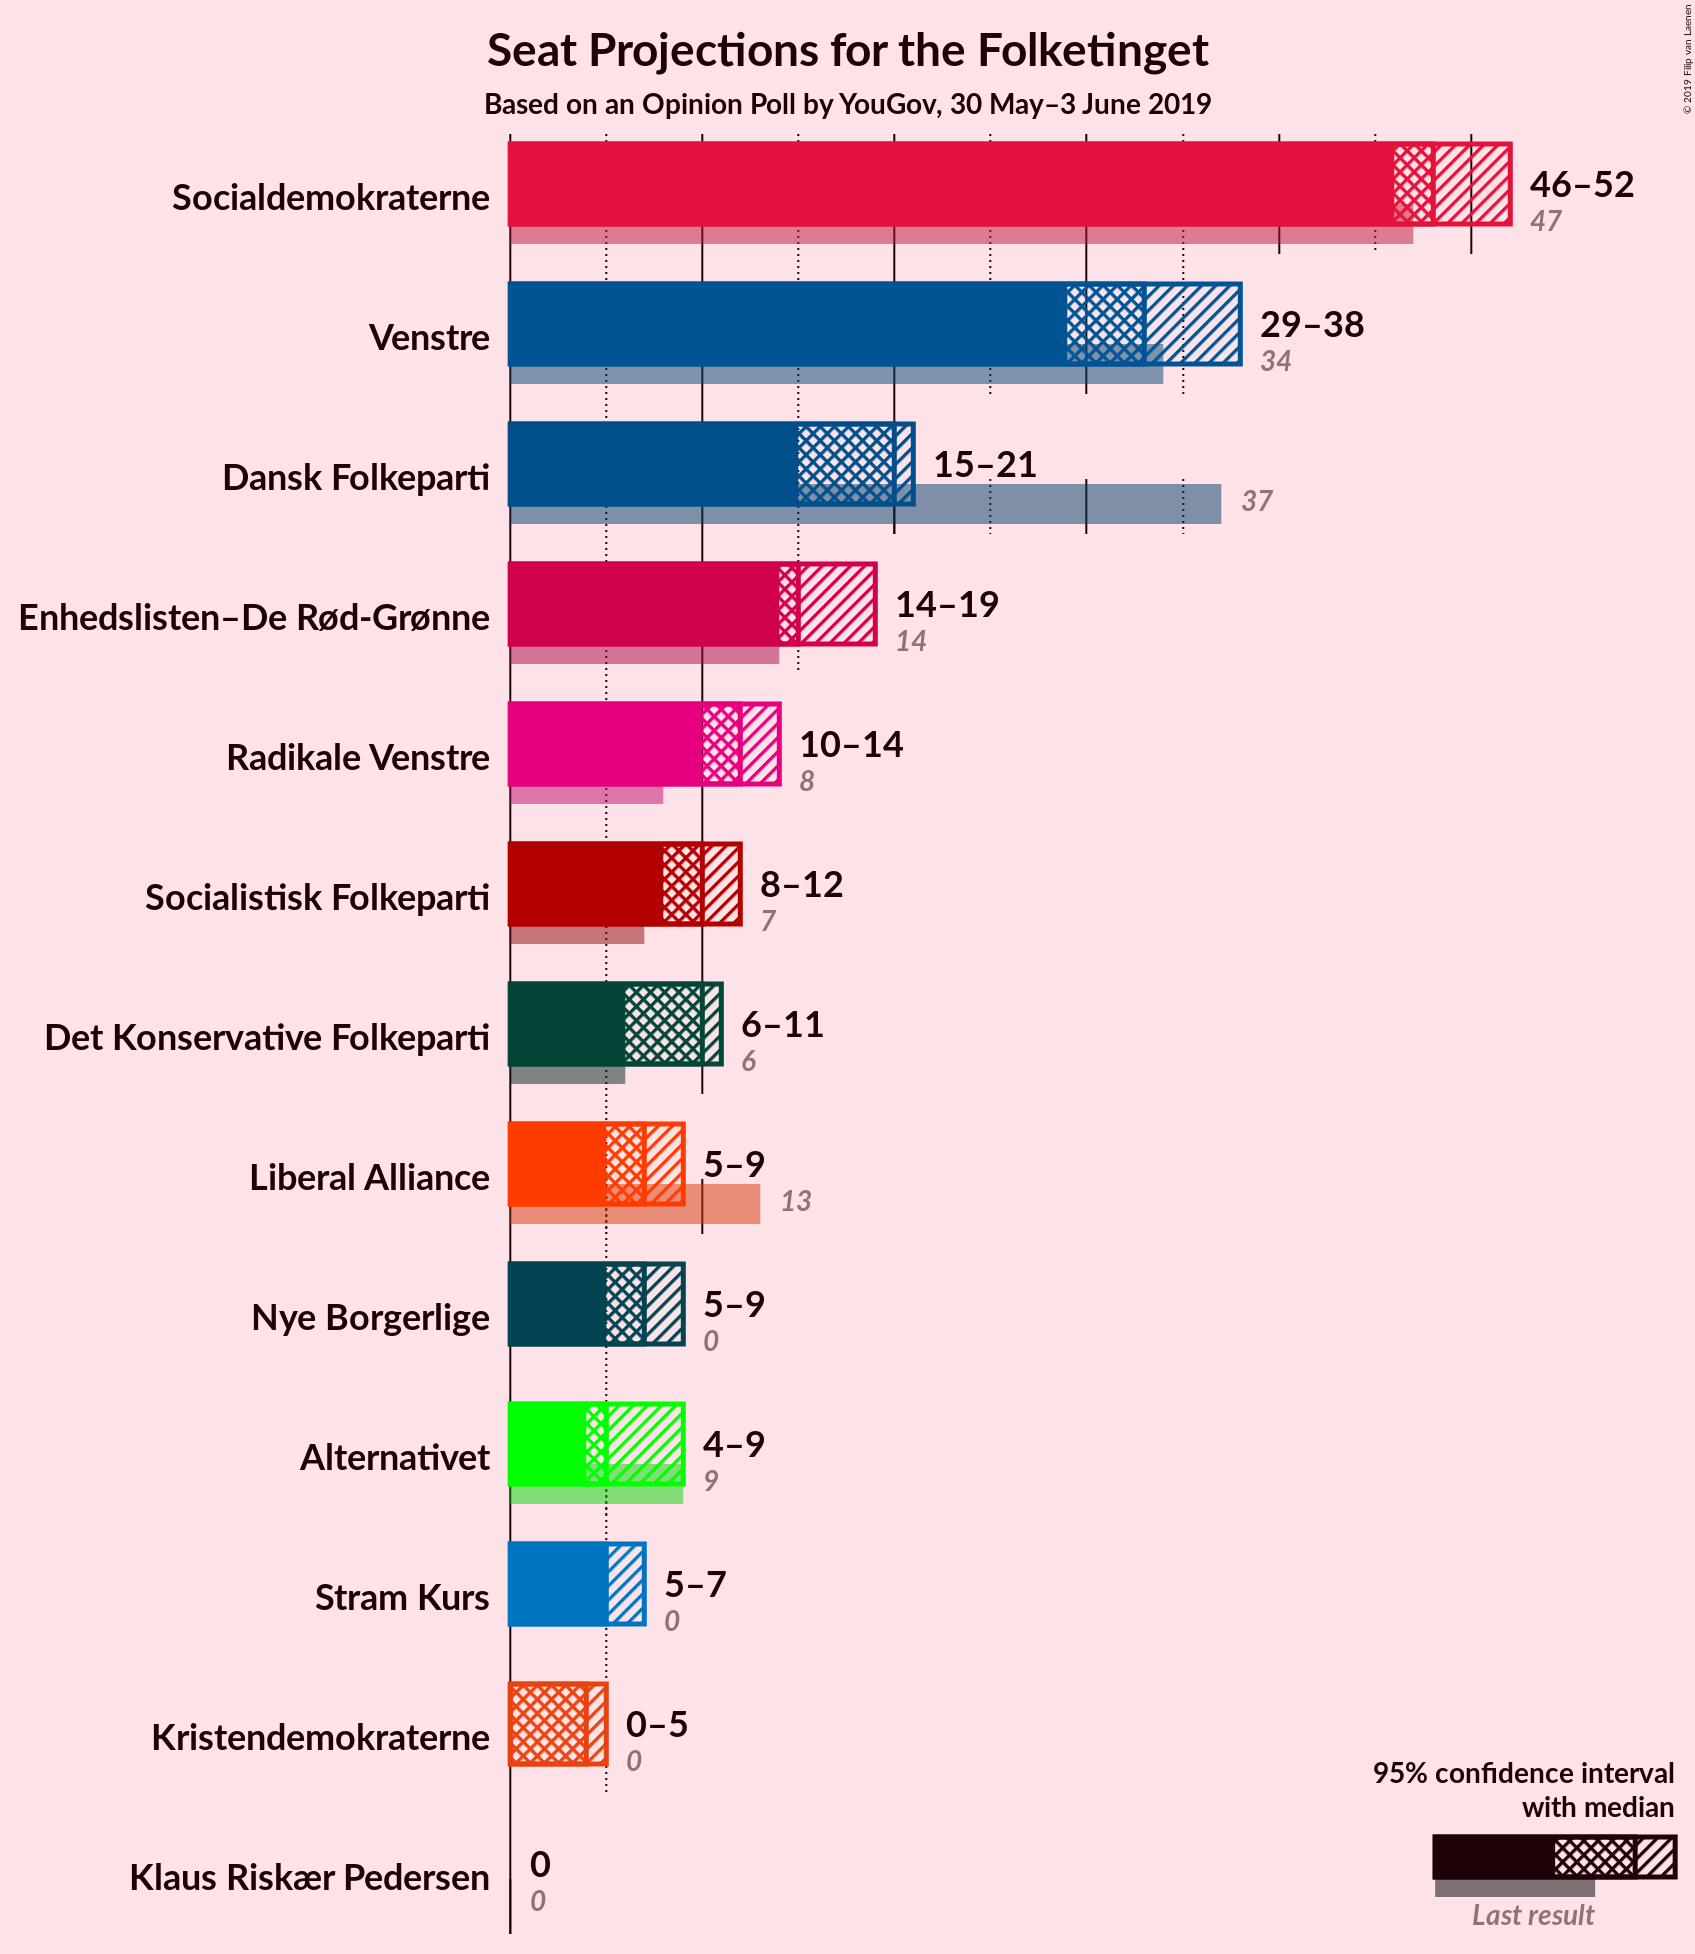 © 2019 Filip van Laenen
Seat Projections for the Folketinget
Based on an Opinion Poll by YouGov, 30 May–3 June 2019
Socialdemokraterne
46–52
47
Venstre
29–38
34
Dansk Folkeparti
15–21
37
Enhedslisten–De Rød-Grønne
14–19
14
Radikale Venstre
10–14
8
Socialistisk Folkeparti
8–12
7
Det Konservative Folkeparti
6–11
6
Liberal Alliance
5–9
13
Nye Borgerlige
5–9
0
Alternativet
4–9
9
Stram Kurs
5–7
0
Kristendemokraterne
0–5
0
Klaus Riskær Pedersen
0
0
95% confidence interval
with median
Last result